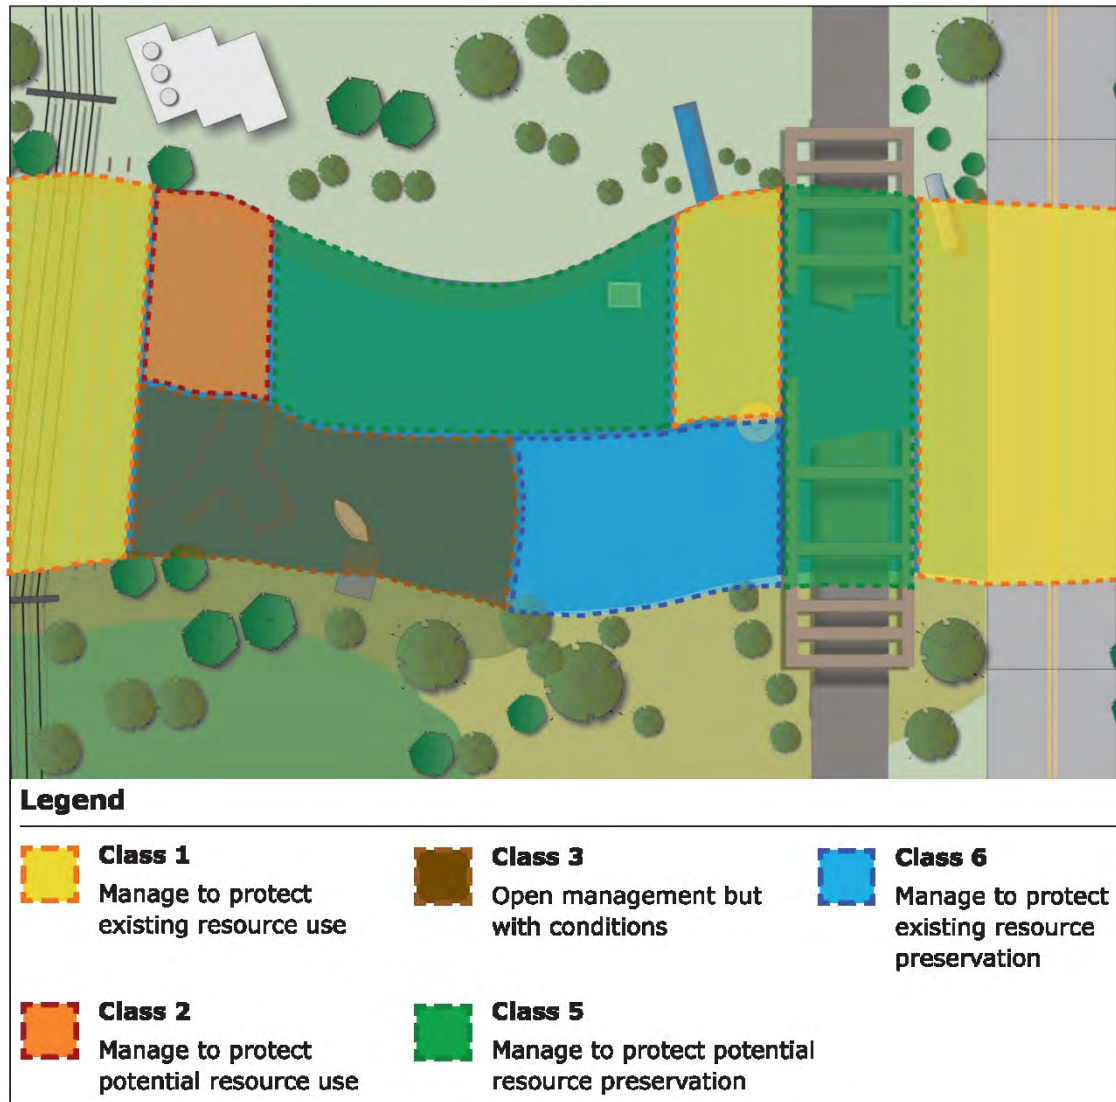 Legend
Class 1
Manage to protect
existing resource use
Class 2
Manage to protect
potential resource use
Class 3
Open management but
with conditions
Class 5
Manage to protect potential
resource preservation
Class 6
Manage to protect
existing resource
preservation